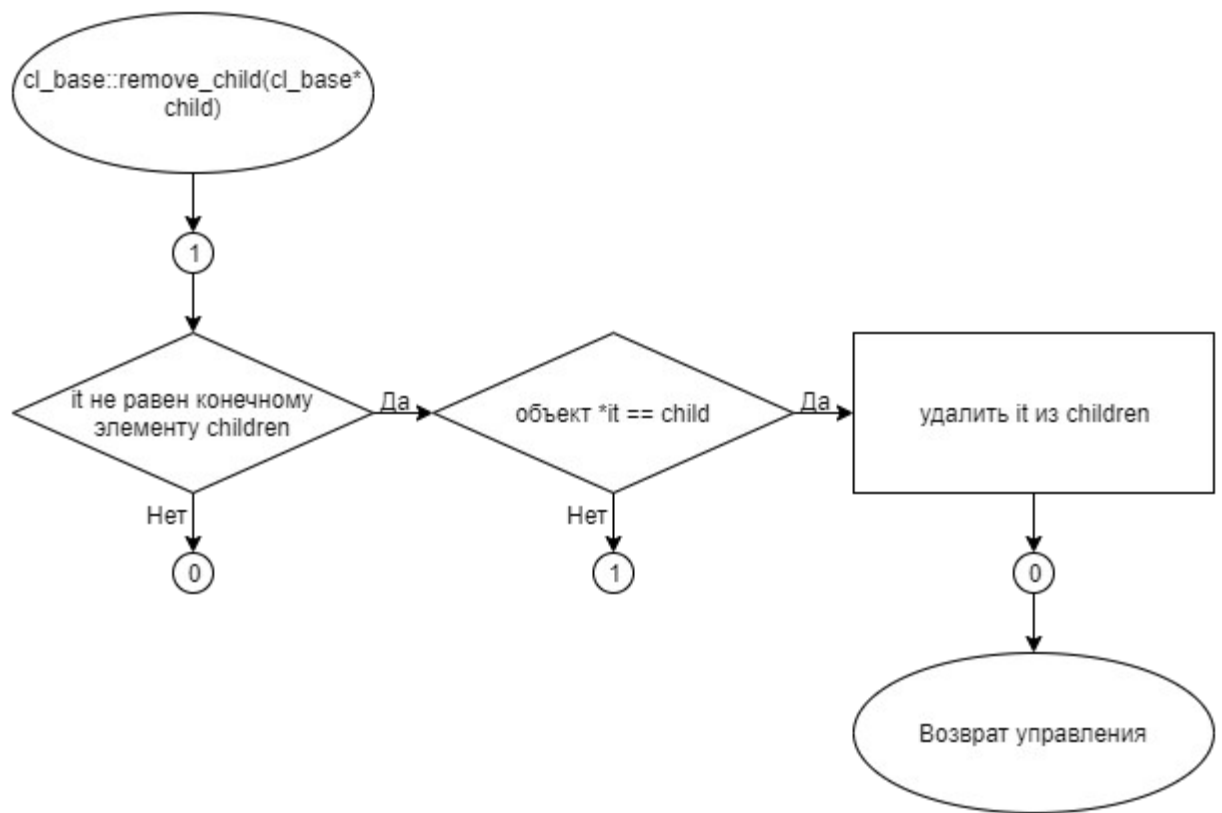 cl_base::remove_child(cl_base*
child)
1
it не равен конечному
элементу children
Да
объект *it == child
Да
удалить it из children
Нет
Нет
0
1
0
Возврат управления